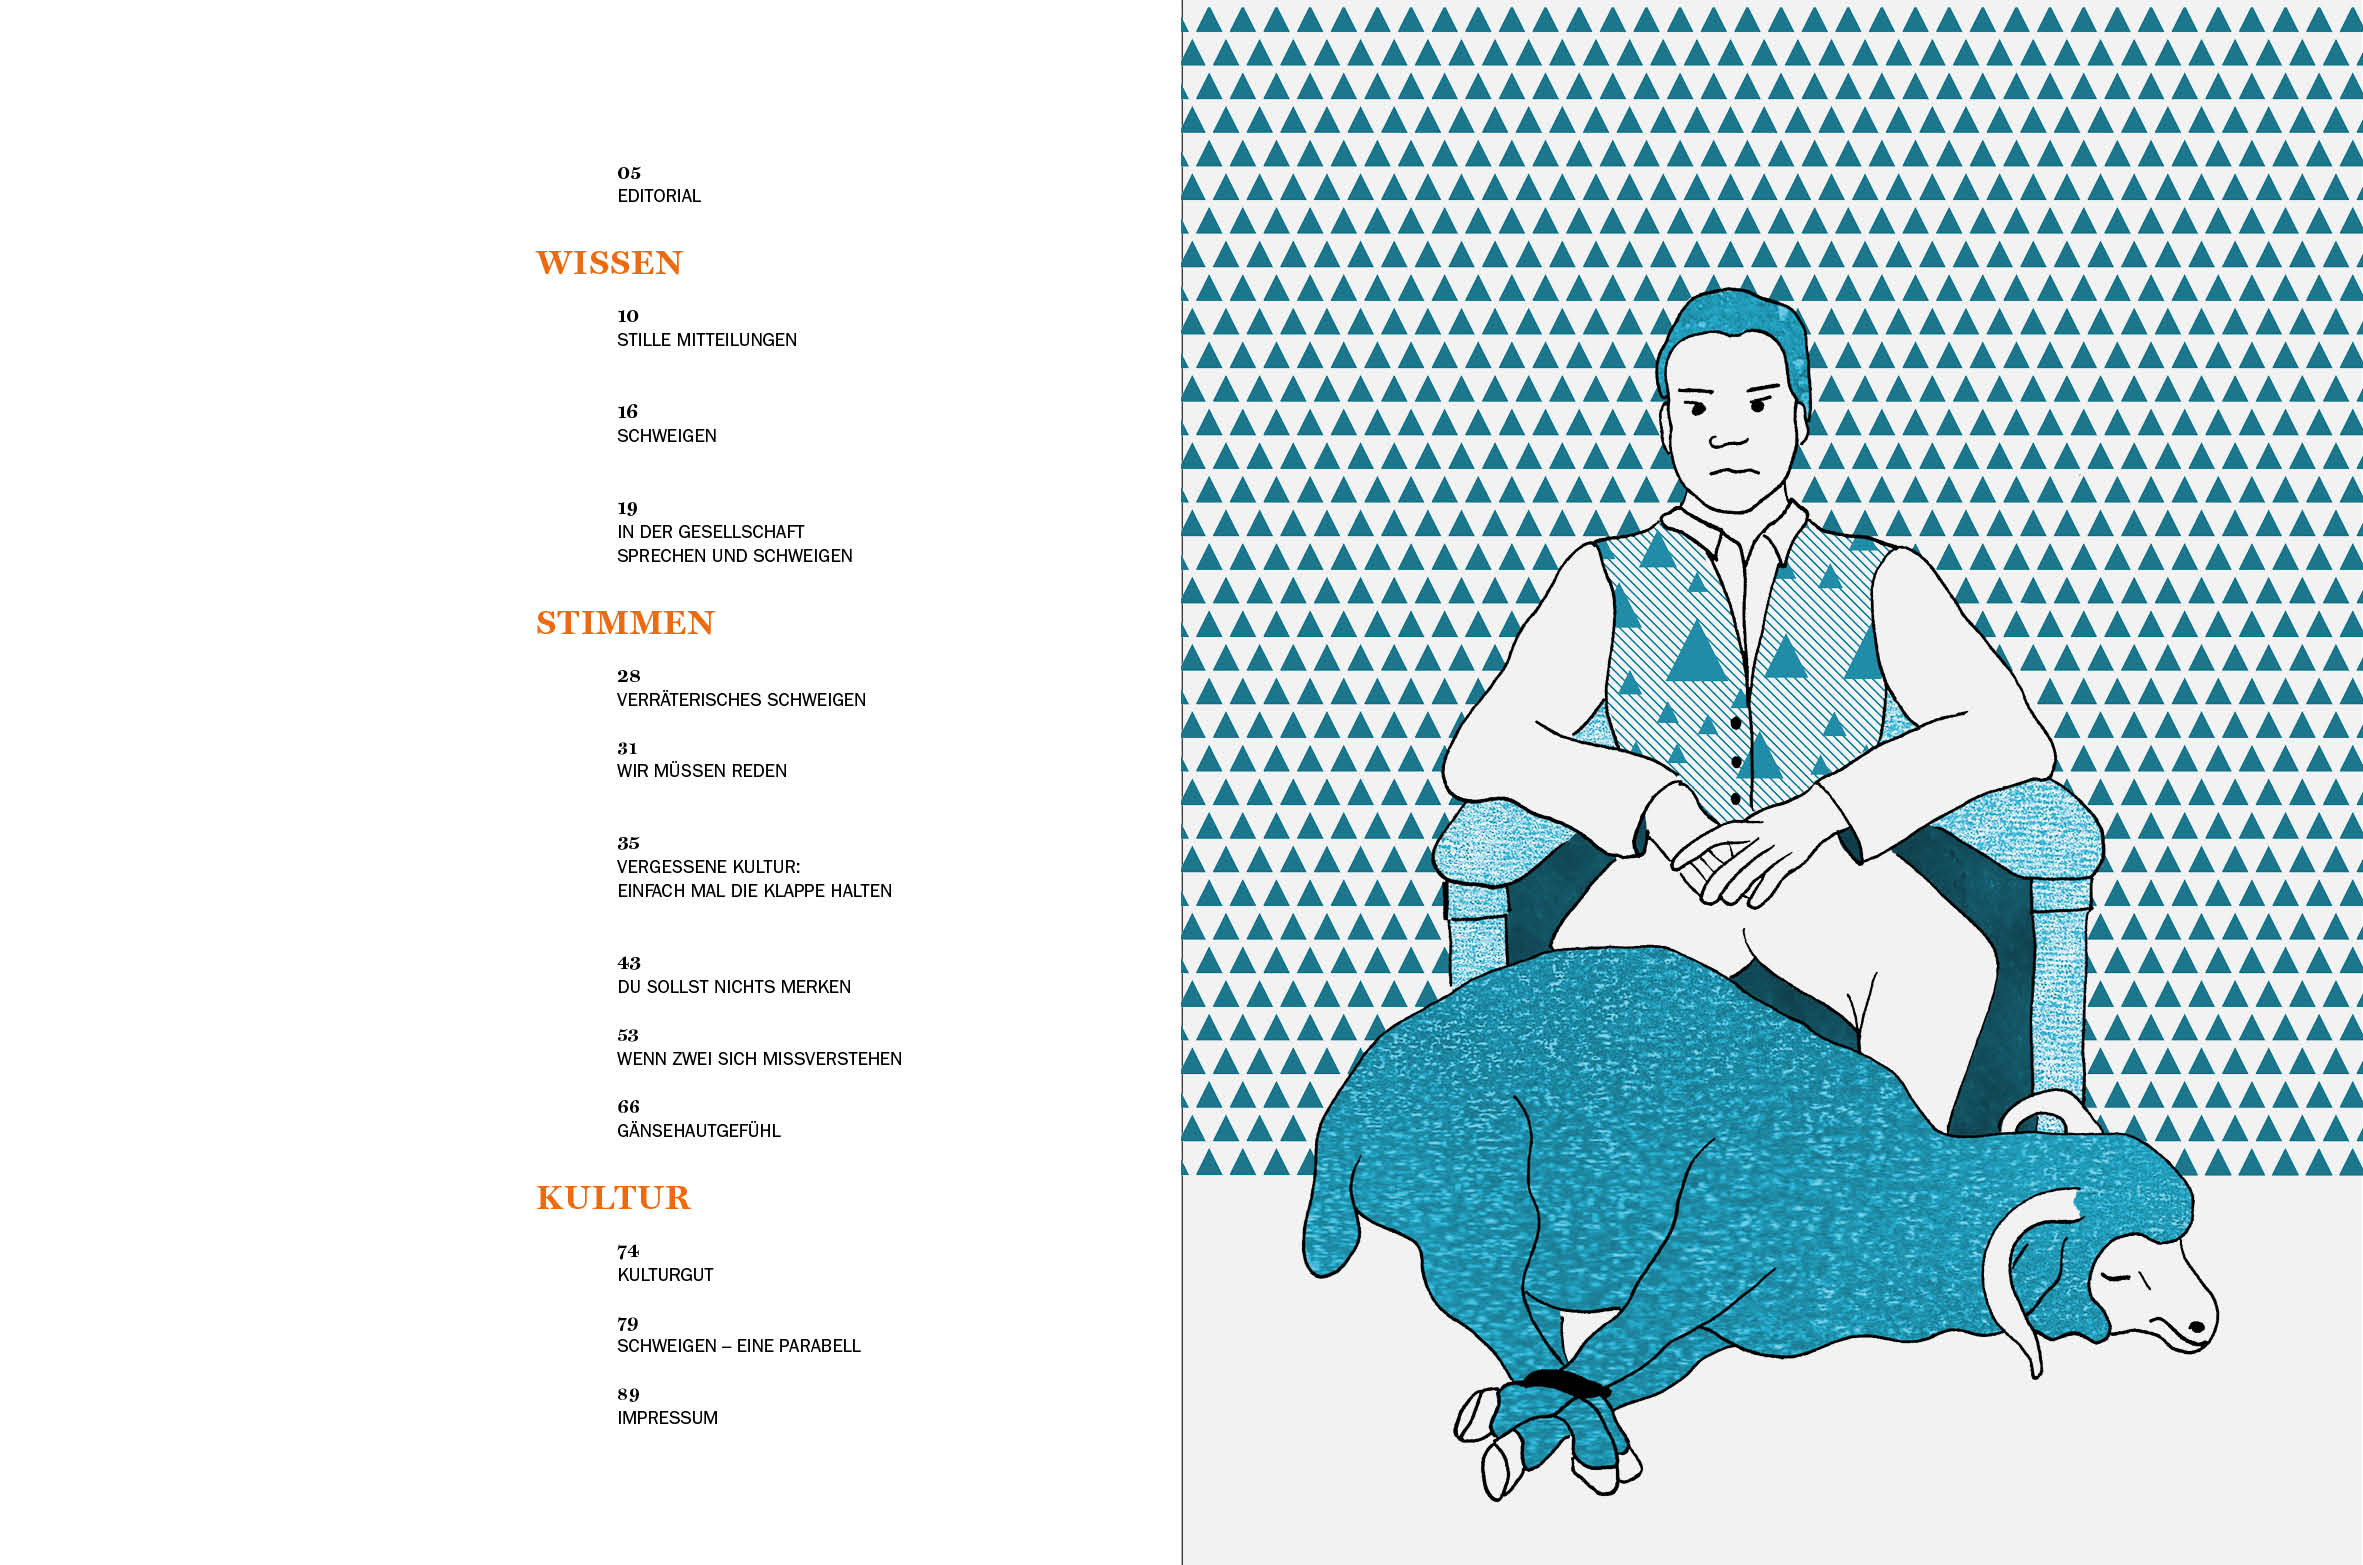 05
EDITORIAL
WISSEN
10
STILLE MITTEILUNGEN
16
SCHWEIGEN
19
IN DER GESELLSCHAFT
SPRECHEN UND SCHWEIGEN
STIMMEN
28
VERRÄTERISCHES SCHWEIGEN
31
WIR MÜSSEN REDEN
35
VERGESSENE KULTUR:
EINFACH MAL DIE KLAPPE HALTEN
43
DU SOLLST NICHTS MERKEN
53
WENN ZWEI SICH MISSVERSTEHEN
66
GÄNSEHAUTGEFÜHL
KULTUR
74
KULTURGUT
79
SCHWEIGEN – EINE PARABELL
89
IMPRESSUM